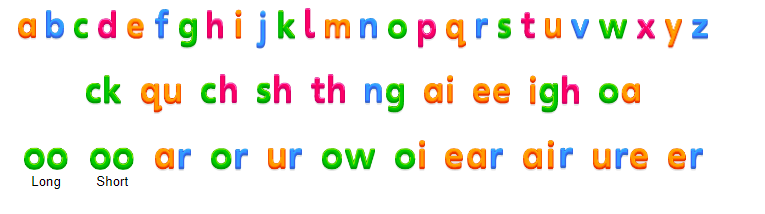 a b c d e f g h i j k l m n o p q r s t u v w x y z
ck qu ch sh th ng ai ee igh oa
oo oo ar or ur ow oi ear air ure er
Long Short